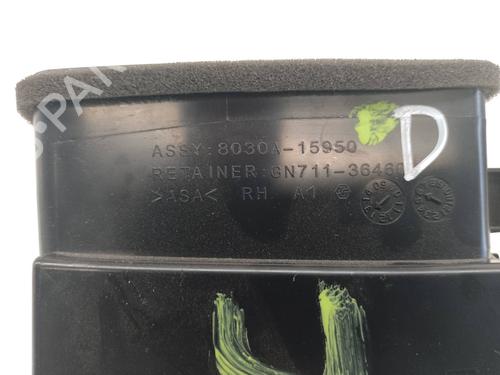 ASSY:8030A-15950
RETAINER:GN711-36460
>ASA< RH A1
D